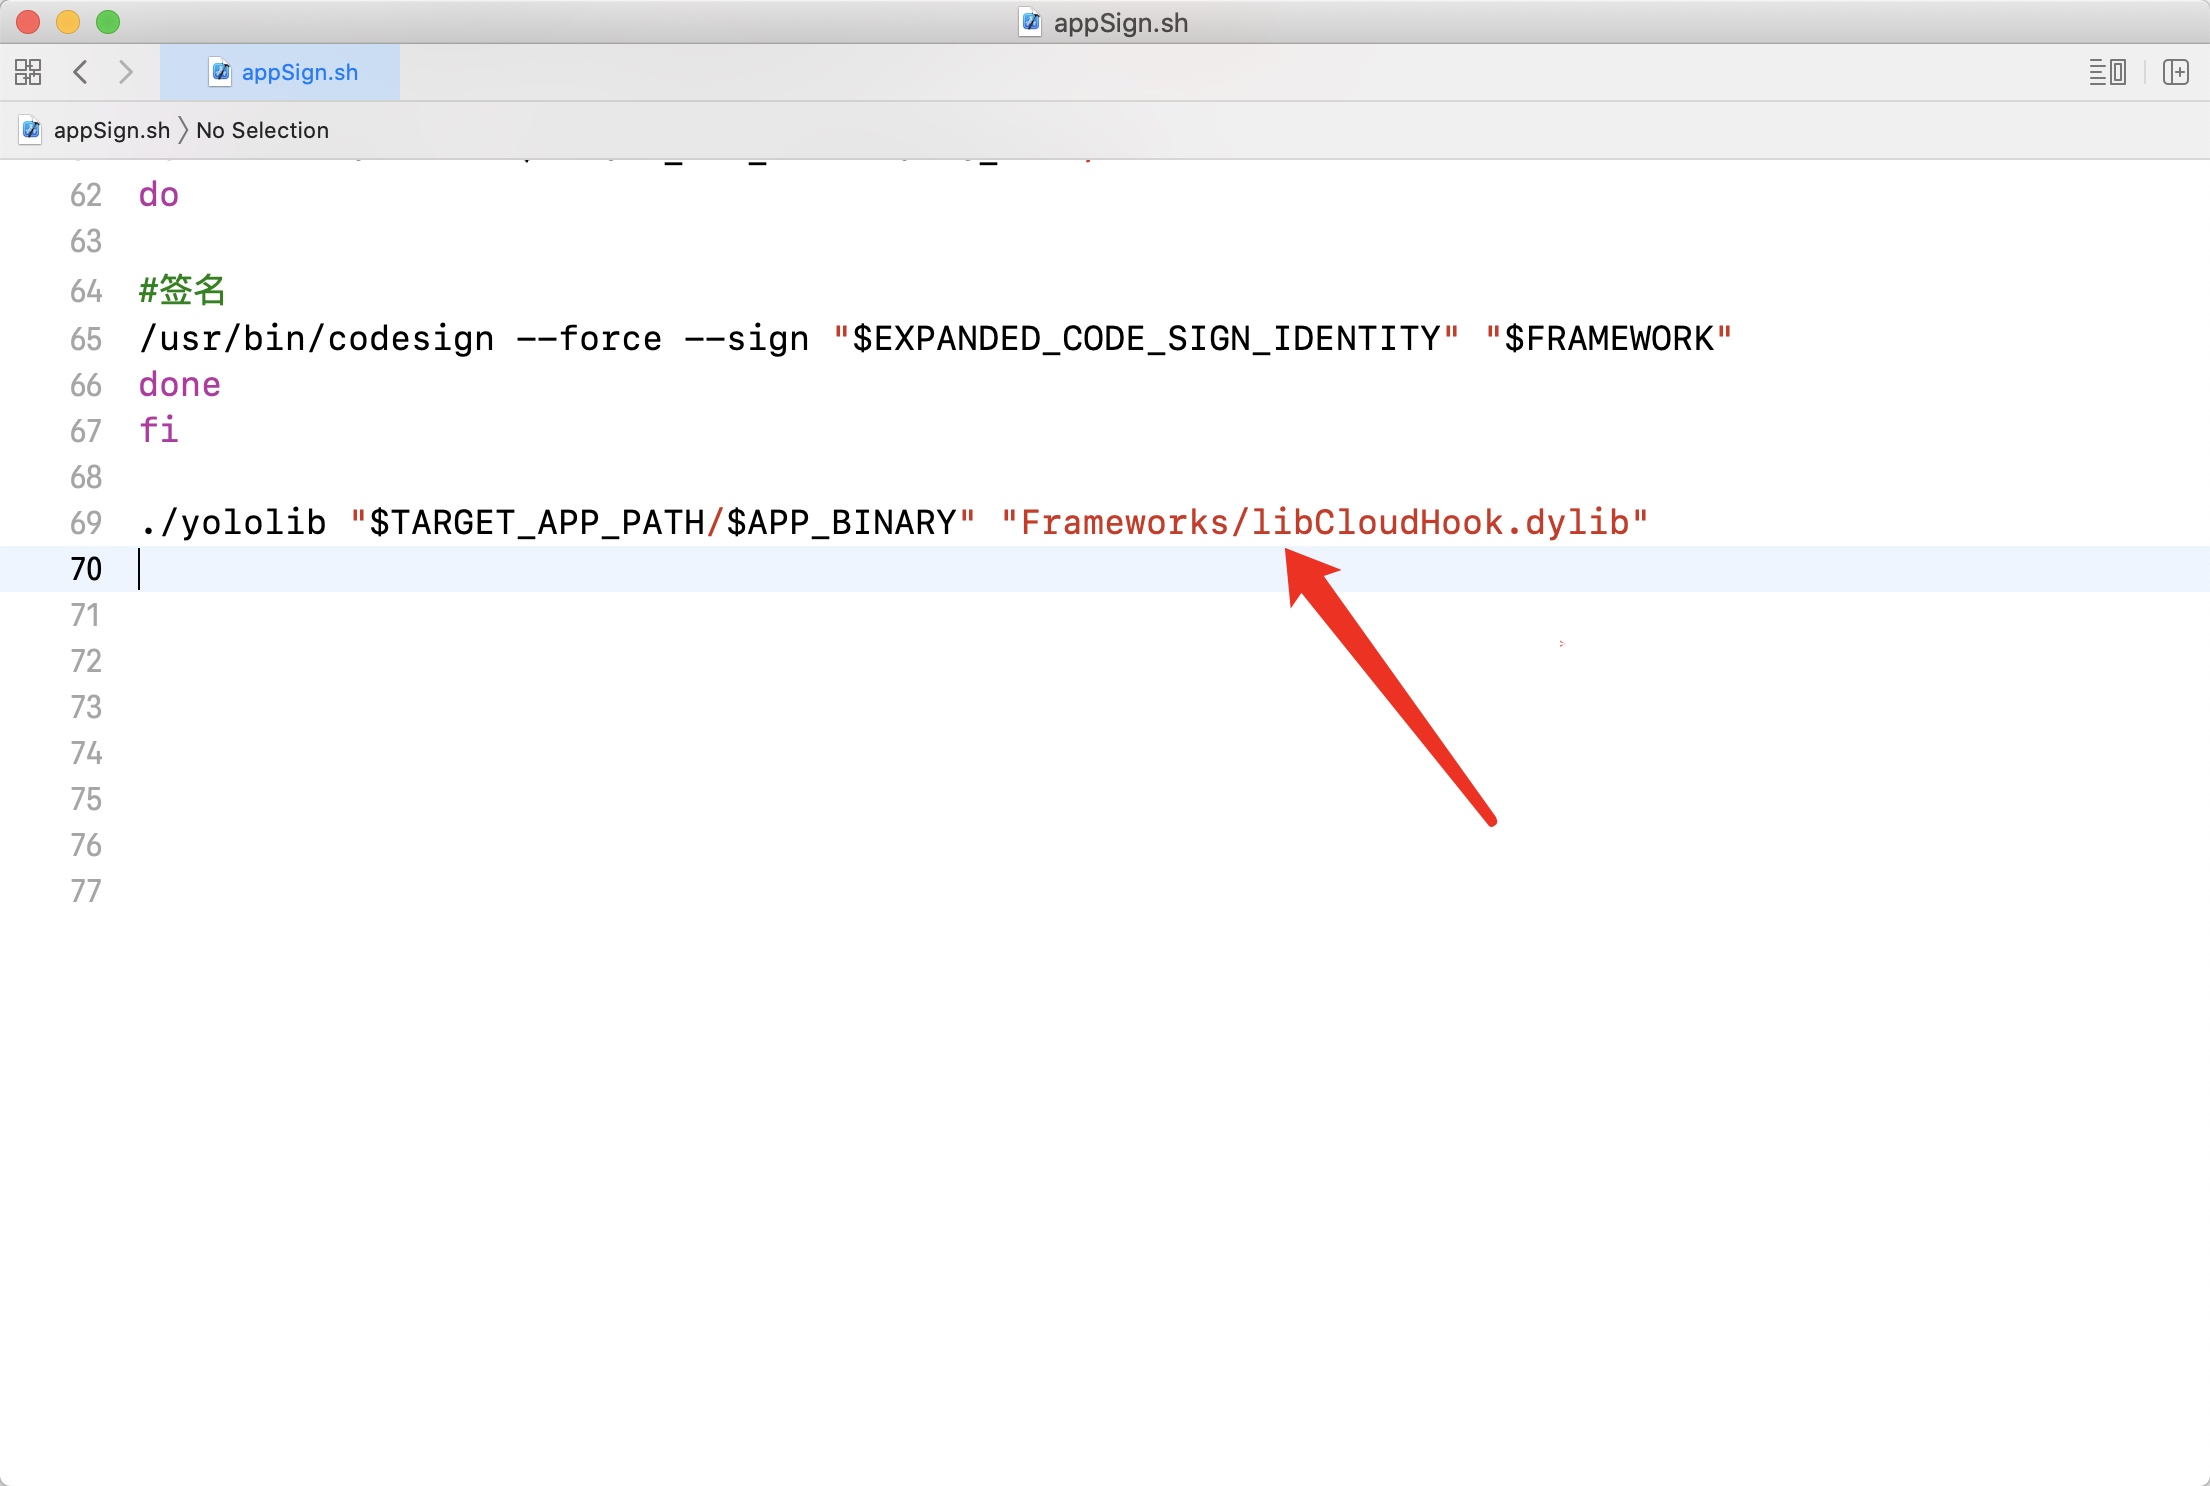 appSign.sh
appSign.sh
appSign.sh 〉 No Selection
62 do
63
64 #签名
65 /usr/bin/codesign --force --sign "$EXPANDED_CODE_SIGN_IDENTITY" "$FRAMEWORK"
66 done
67 fi
68
69 ./yololib "$TARGET_APP_PATH/$APP_BINARY" "Frameworks/libCloudHook.dylib"
70
71
72
73
74
75
76
77